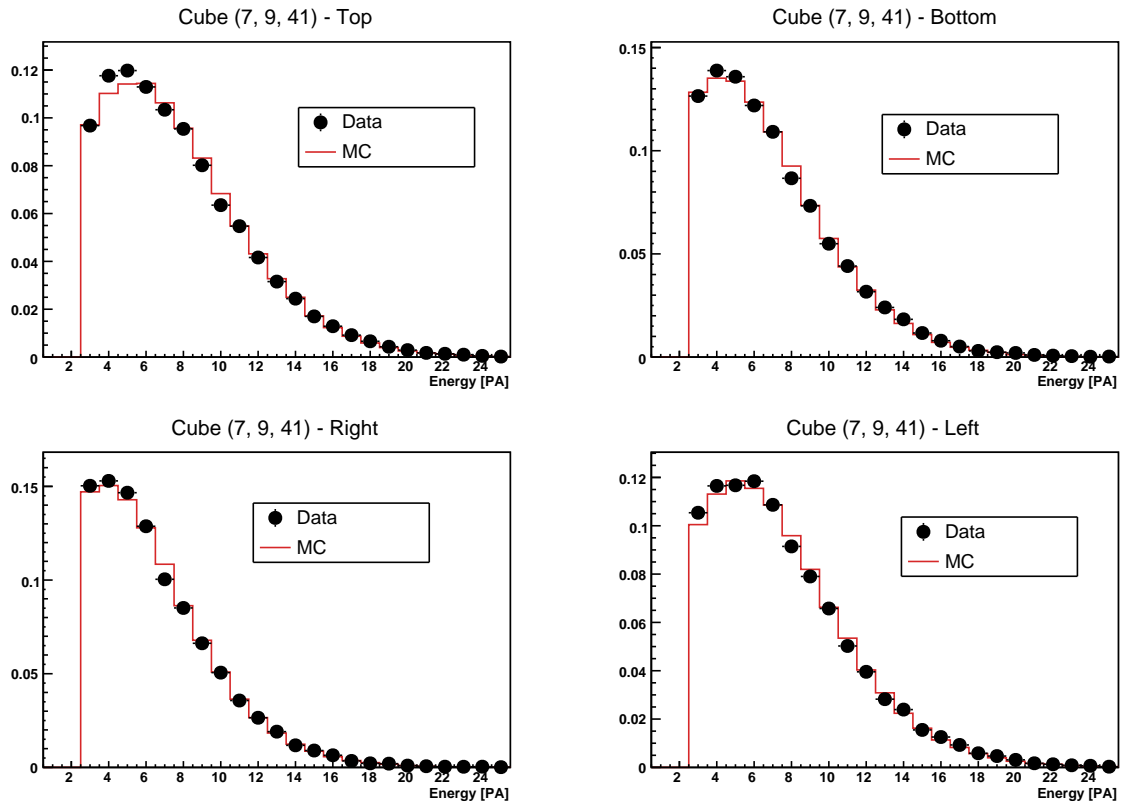 Cube (7, 9, 41) - Top
0.12
0.1
0.08
0.06
0.04
0.02
0
2 4 6 8 10 12 14 16 18 20 22 24
Energy [PA]
Data
MC
Cube (7, 9, 41) - Bottom
0.15
0.1
0.05
0
2 4 6 8 10 12 14 16 18 20 22 24
Energy [PA]
Data
MC
Cube (7, 9, 41) - Right
0.15
0.1
0.05
0
2 4 6 8 10 12 14 16 18 20 22 24
Energy [PA]
Data
MC
Cube (7, 9, 41) - Left
0.12
0.1
0.08
0.06
0.04
0.02
0
2 4 6 8 10 12 14 16 18 20 22 24
Energy [PA]
Data
MC